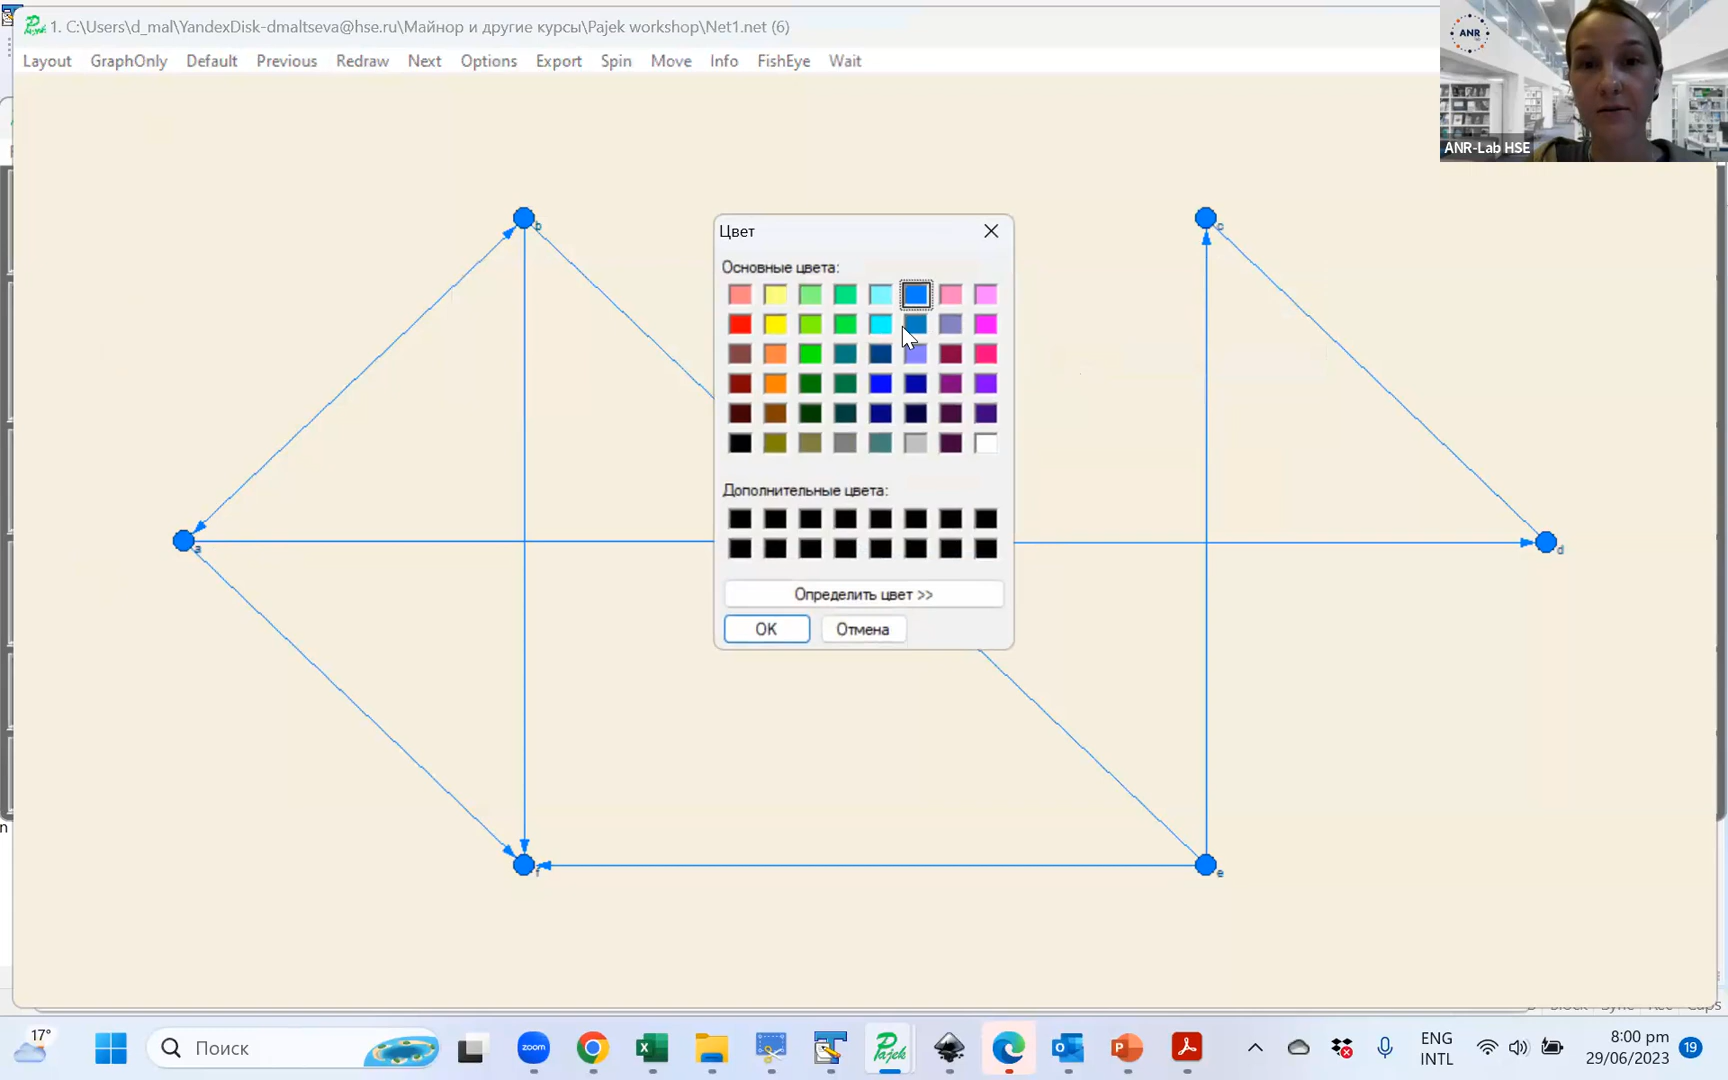 1. C:\Users\d_mal\YandexDisk-dmaltseva@hse.ru\Майнор и другие курсы\Pajek workshop\Net1.net (6)
Layout GraphOnly Default Previous Redraw Next Options Export Spin Move Info FishEye Wait
ANR
ANR-Lab HSE
b
c
Цвет
Основные цвета:
Дополнительные цвета:
Определить цвет >>
OK Отмена
a
d
f
e
n
17°
Поиск
zoom
Pajek
ENG
INTL
8:00 pm
29/06/2023
19